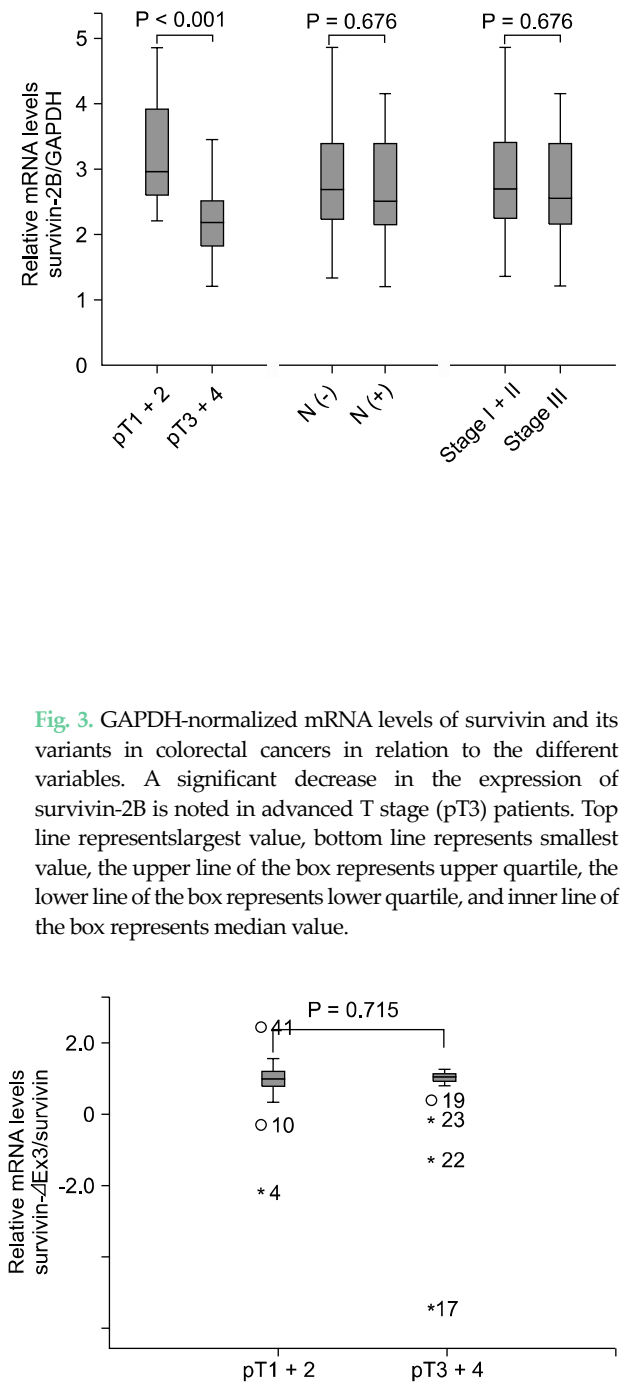 P < 0.001
P = 0.676
P = 0.676
Relative mRNA levels
survivin-2B/GAPDH
5
4
3
2
1
0
pT1 + 2
pT3 + 4
N (-)
N (+)
Stage I + II
Stage III
Fig. 3. GAPDH-normalized mRNA levels of survivin and its
variants in colorectal cancers in relation to the different
variables. A significant decrease in the expression of
survivin-2B is noted in advanced T stage (pT3) patients. Top
line representslargest value, bottom line represents smallest
value, the upper line of the box represents upper quartile, the
lower line of the box represents lower quartile, and inner line of
the box represents median value.
P = 0.715
Relative mRNA levels
survivin-ΔEx3/survivin
2.0
0
-2.0
41
10
* 4
19
* 23
* 22
*17
pT1 + 2
pT3 + 4